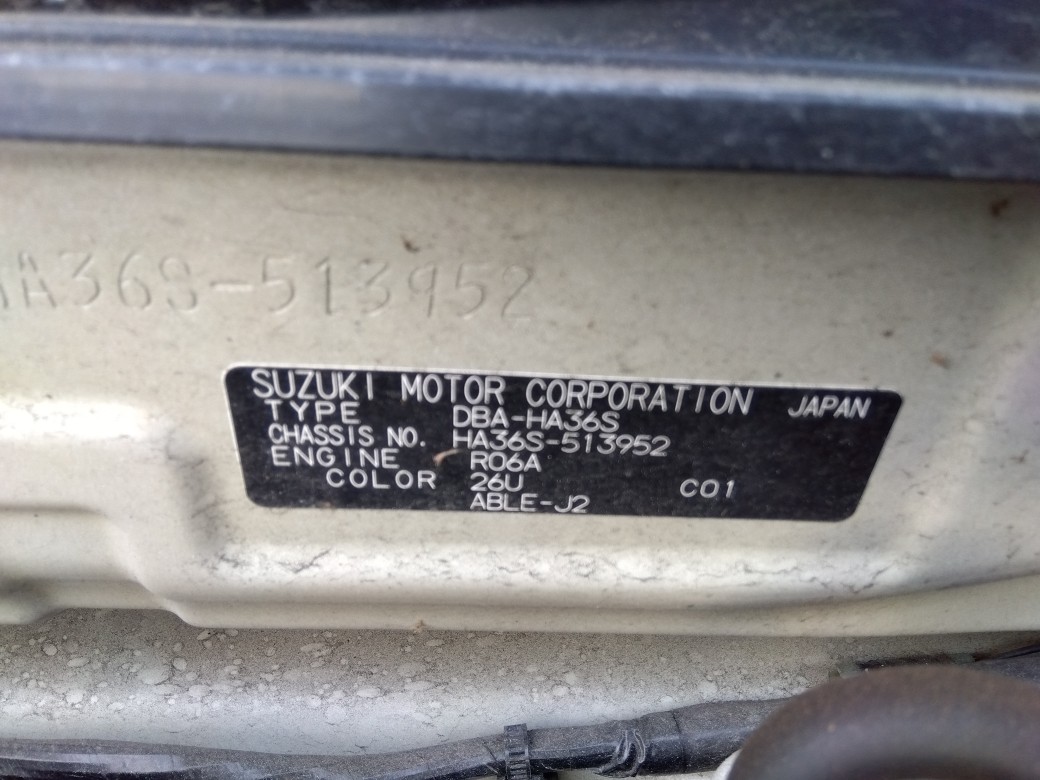 HA36S-513952
SUZUKI MOTOR CORPORATION JAPAN
TYPE DBA-HA36S
CHASSIS NO. HA36S-513952
ENGINE R06A
COLOR 26U C01
ABLE-J2